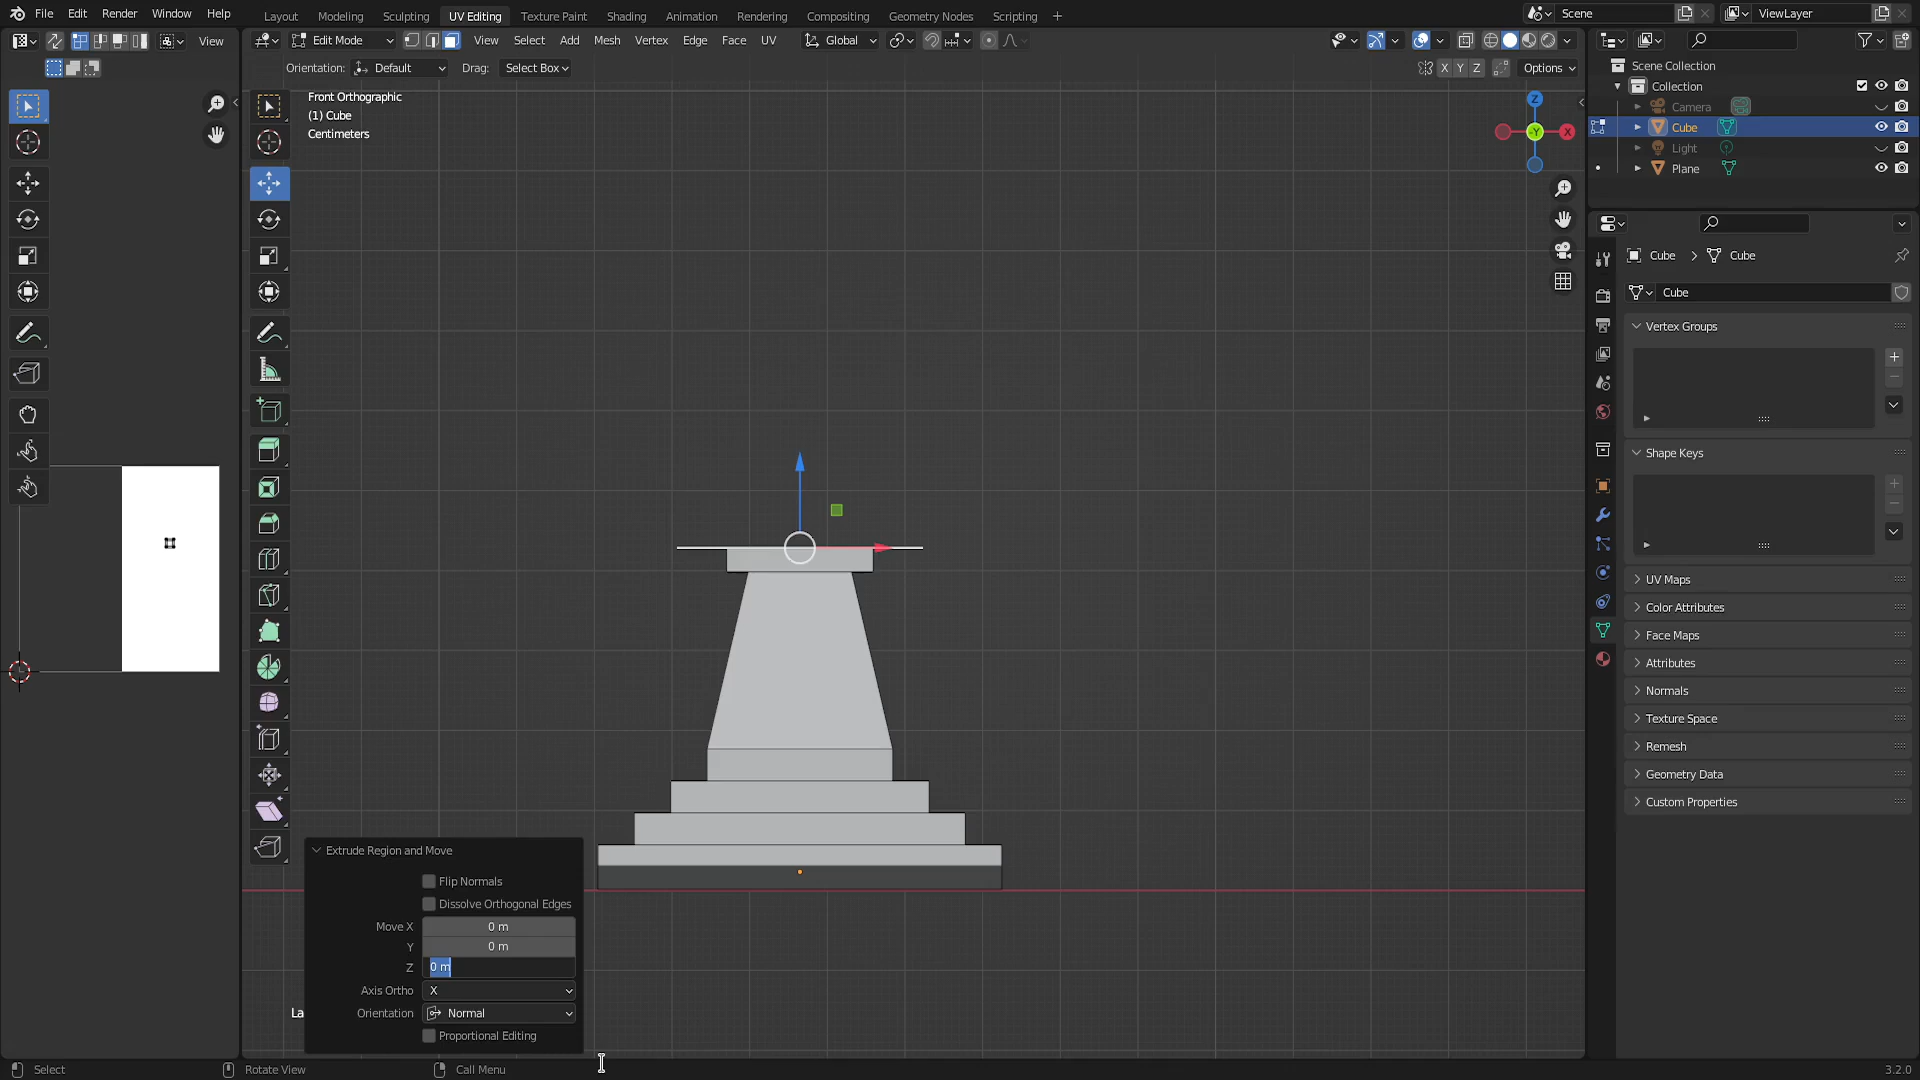 File Edit Render Window Help
Layout Modeling Sculpting UV Editing Texture Paint Shading Animation Rendering Compositing Geometry Nodes Scripting +
Scene
ViewLayer
View
Edit Mode
View Select Add Mesh Vertex Edge Face UV
Global
Orientation: Default Drag: Select Box
X Y Z Options
Front Orthographic
(1) Cube
Centimeters
Z
-Y
X
Scene Collection
Collection
Camera
Cube
Light
Plane
Cube > Cube
Cube
Vertex Groups
Shape Keys
UV Maps
Color Attributes
Face Maps
Attributes
Normals
Texture Space
Remesh
Geometry Data
Custom Properties
Extrude Region and Move
Flip Normals
Dissolve Orthogonal Edges
Move X 0 m
Y 0 m
Z 0 m
Axis Ortho X
La
Orientation Normal
Proportional Editing
Select
Rotate View
Call Menu
3.2.0